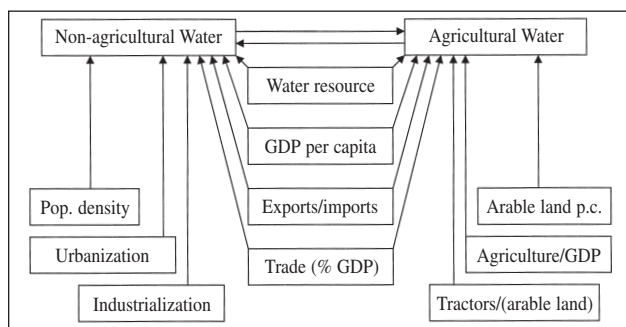 Non-agricultural Water
Agricultural Water
Water resource
GDP per capita
Pop. density
Exports/imports
Arable land p.c.
Urbanization
Trade (% GDP)
Agriculture/GDP
Industrialization
Tractors/(arable land)